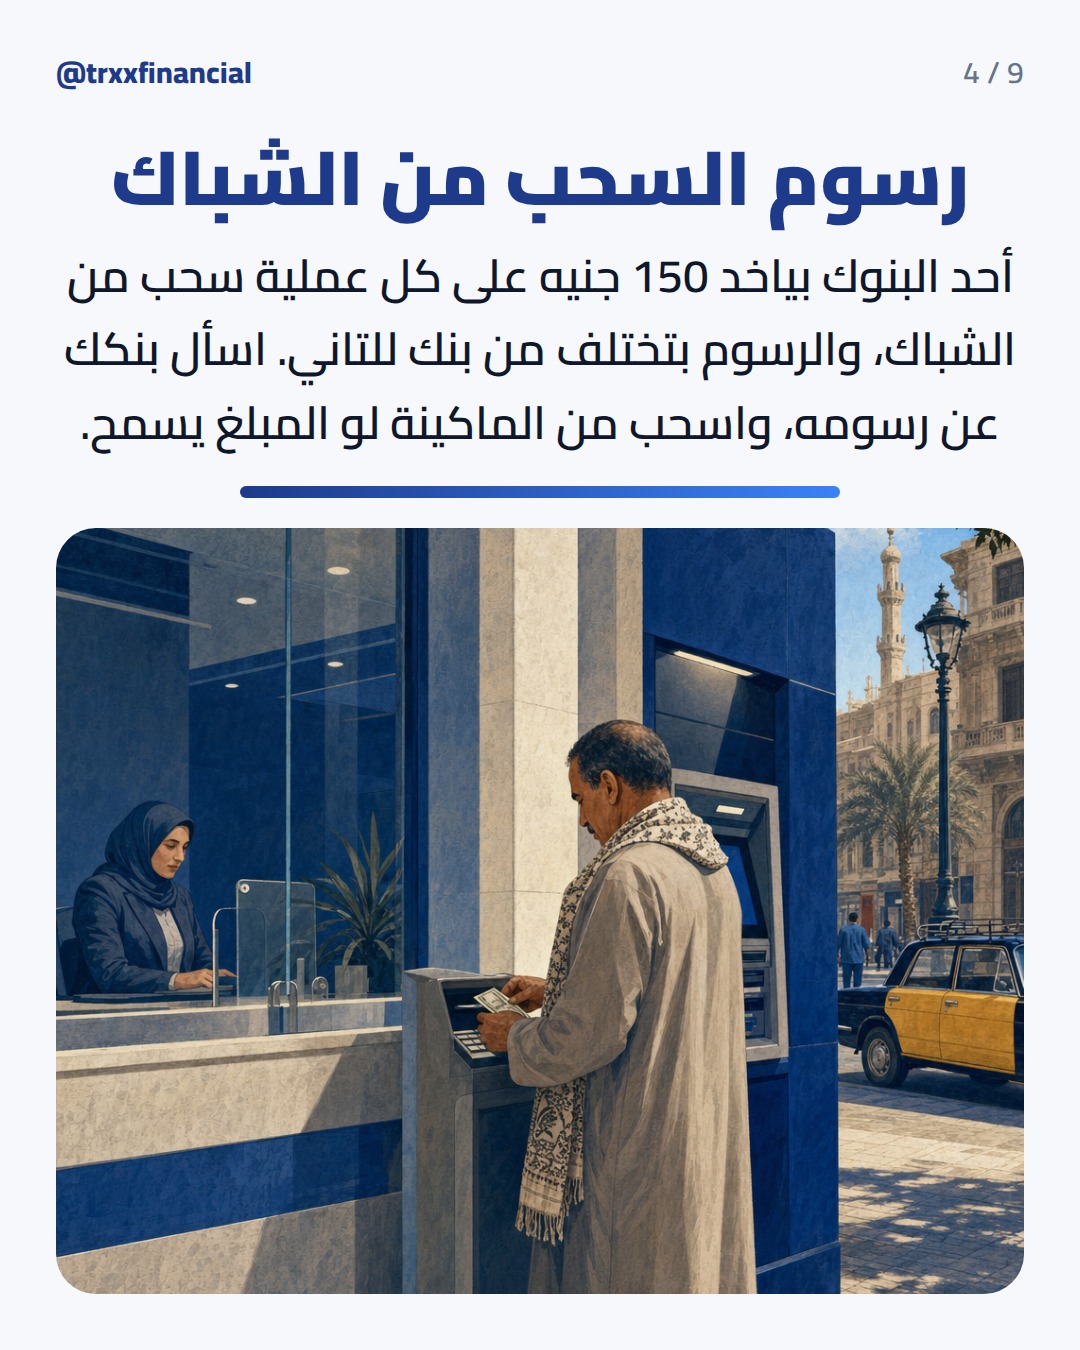 @trxxfinancial
4 / 9
رسوم السحب من الشباك
أحد البنوك بياخد 150 جنيه على كل عملية سحب من
الشباك، والرسوم بتختلف من بنك للتاني. اسأل بنكك
عن رسومه، واسحب من الماكينة لو المبلغ يسمح.